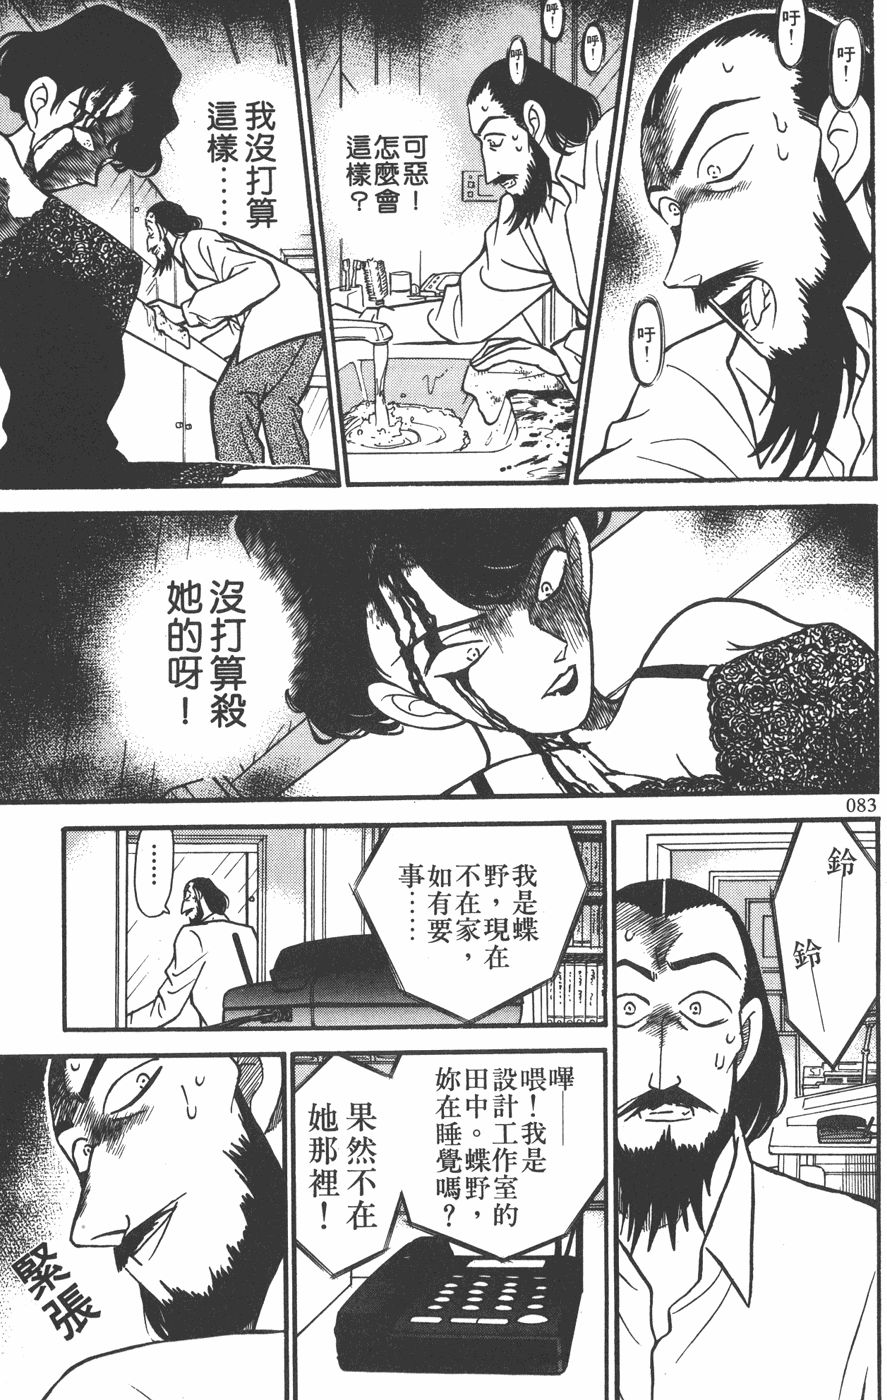 吁！
吁！
吁！
呼！
呼！
呼！
可惡！
怎麼會
這樣？
我沒打算
這樣……
沒打算殺
她的呀！
083
鈴
鈴
我是蝶
野，現在
不在家，
如有要
事……
……
嗶
喂！我是
設計工作室的
田中。蝶野，
妳在睡覺嗎？
果然不在
她那裡！
緊張